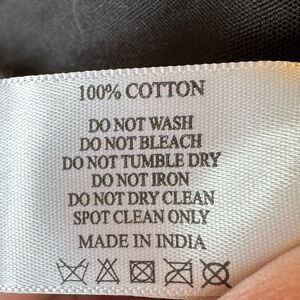 100% COTTON
DO NOT WASH
DO NOT BLEACH
DO NOT TUMBLE DRY
DO NOT IRON
DO NOT DRY CLEAN
SPOT CLEAN ONLY
MADE IN INDIA